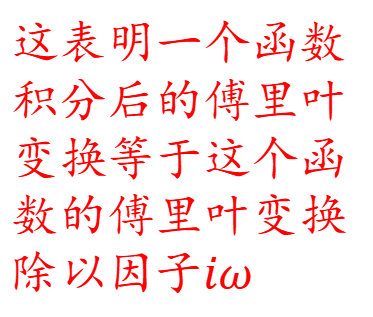 这表明一个函数
积分后的傅里叶
变换等于这个函
数的傅里叶变换
除以因子iω